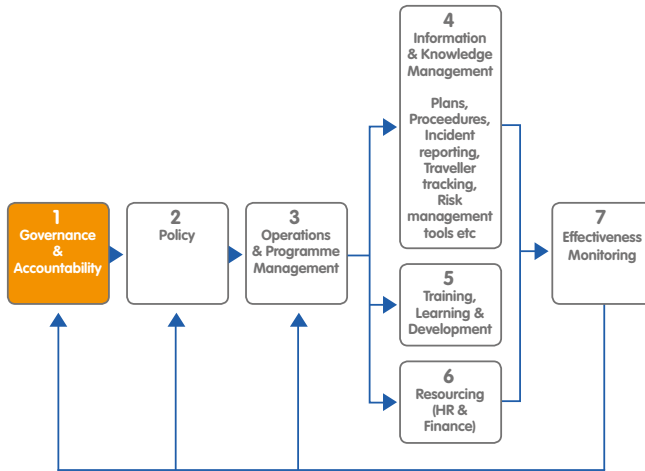 1
Governance
&
Accountability
2
Policy
3
Operations
& Programme
Management
4
Information
& Knowledge
Management
Plans,
Proceedures,
Incident
reporting,
Traveller
tracking,
Risk
management
tools etc
5
Training,
Learning &
Development
6
Resourcing
(HR &
Finance)
7
Effectiveness
Monitoring